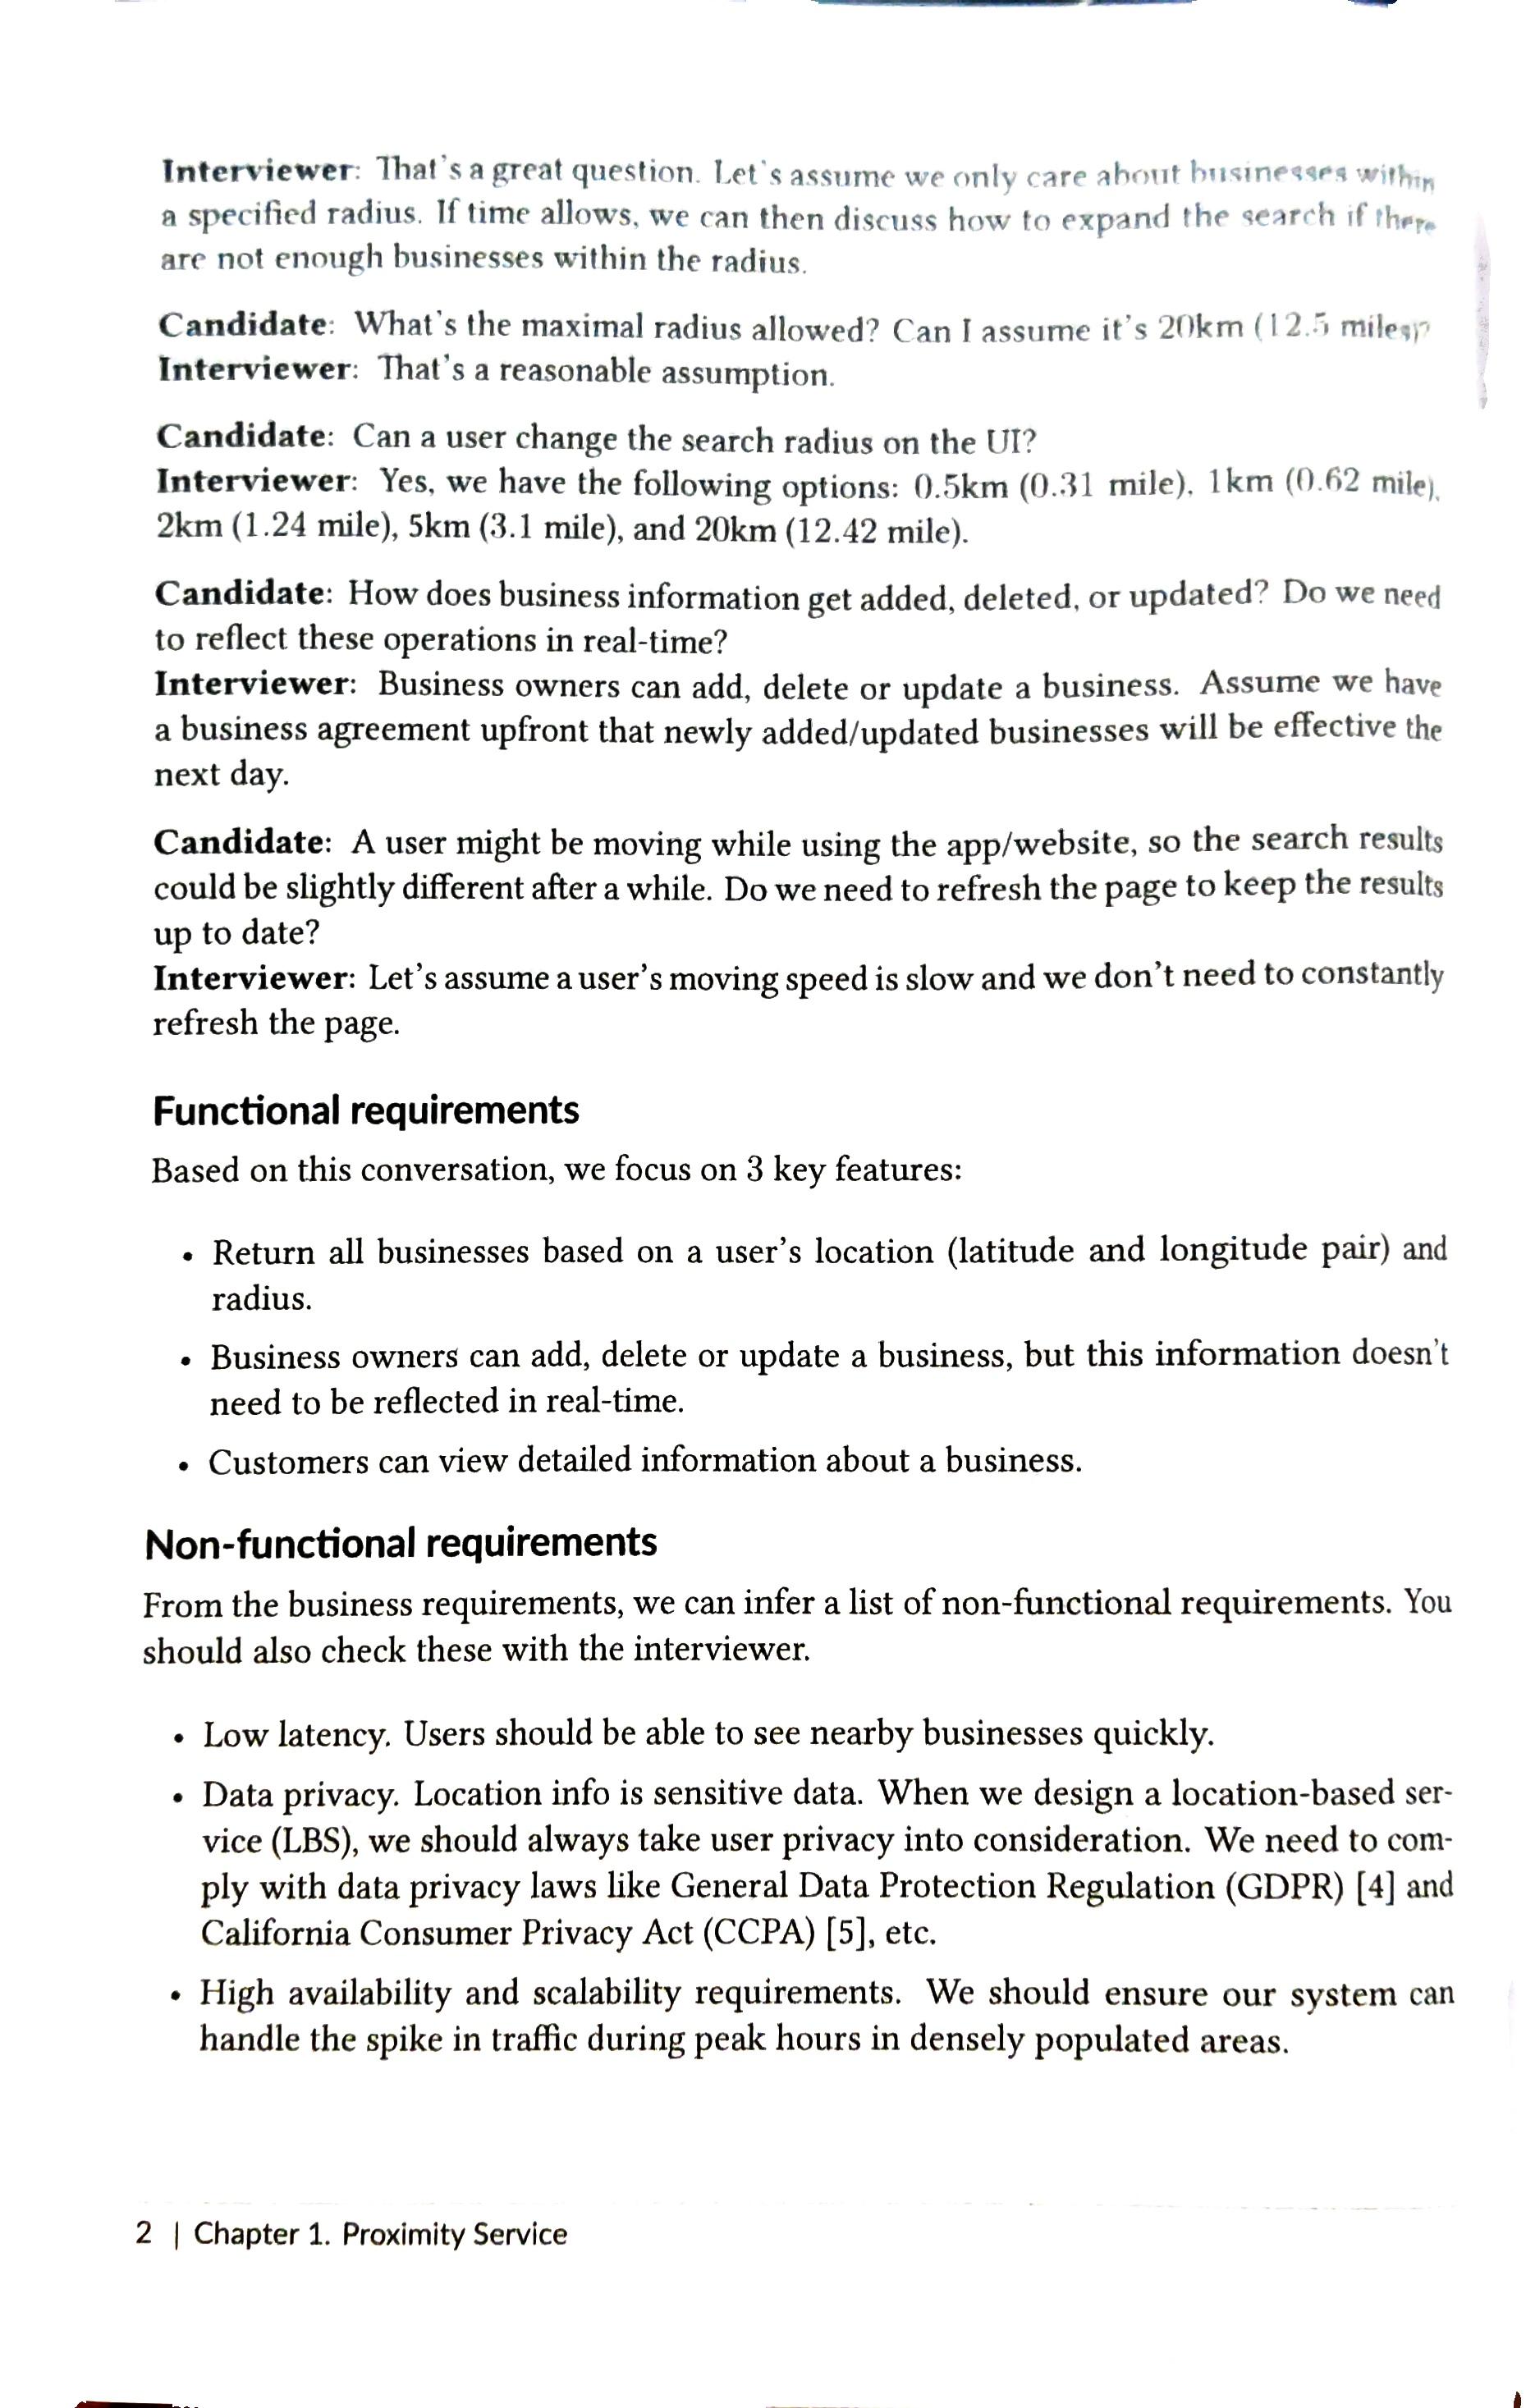 Interviewer: That's a great question. Let's assume we only care about businesses within
a specified radius. If time allows, we can then discuss how to expand the search if there
are not enough businesses within the radius.
Candidate: What's the maximal radius allowed? Can I assume it's 20km (12.5 miles)?
Interviewer: That's a reasonable assumption.
Candidate: Can a user change the search radius on the UI?
Interviewer: Yes, we have the following options: 0.5km (0.31 mile), 1km (0.62 mile),
2km (1.24 mile), 5km (3.1 mile), and 20km (12.42 mile).
Candidate: How does business information get added, deleted, or updated? Do we need
to reflect these operations in real-time?
Interviewer: Business owners can add, delete or update a business. Assume we have
a business agreement upfront that newly added/updated businesses will be effective the
next day.
Candidate: A user might be moving while using the app/website, so the search results
could be slightly different after a while. Do we need to refresh the page to keep the results
up to date?
Interviewer: Let's assume a user's moving speed is slow and we don't need to constantly
refresh the page.
Functional requirements
Based on this conversation, we focus on 3 key features:
• Return all businesses based on a user's location (latitude and longitude pair) and
radius.
• Business owners can add, delete or update a business, but this information doesn't
need to be reflected in real-time.
• Customers can view detailed information about a business.
Non-functional requirements
From the business requirements, we can infer a list of non-functional requirements. You
should also check these with the interviewer.
• Low latency. Users should be able to see nearby businesses quickly.
• Data privacy. Location info is sensitive data. When we design a location-based ser-
vice (LBS), we should always take user privacy into consideration. We need to com-
ply with data privacy laws like General Data Protection Regulation (GDPR) [4] and
California Consumer Privacy Act (CCPA) [5], etc.
• High availability and scalability requirements. We should ensure our system can
handle the spike in traffic during peak hours in densely populated areas.
2 | Chapter 1. Proximity Service